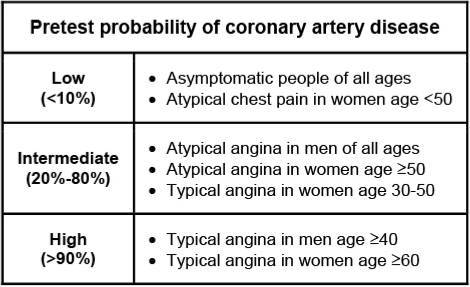 Pretest probability of coronary artery disease
Low
(<10%)
• Asymptomatic people of all ages
• Atypical chest pain in women age <50
Intermediate
(20%-80%)
• Atypical angina in men of all ages
• Atypical angina in women age ≥50
• Typical angina in women age 30-50
High
(>90%)
• Typical angina in men age ≥40
• Typical angina in women age ≥60